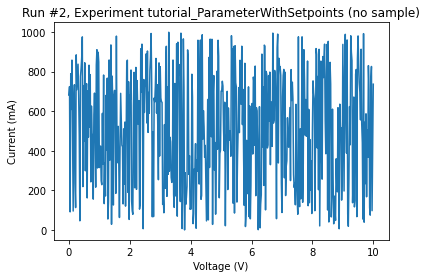 Run #2, Experiment tutorial_ParameterWithSetpoints (no sample)
1000
800
600
400
200
0
Current (mA)
0 2 4 6 8 10
Voltage (V)